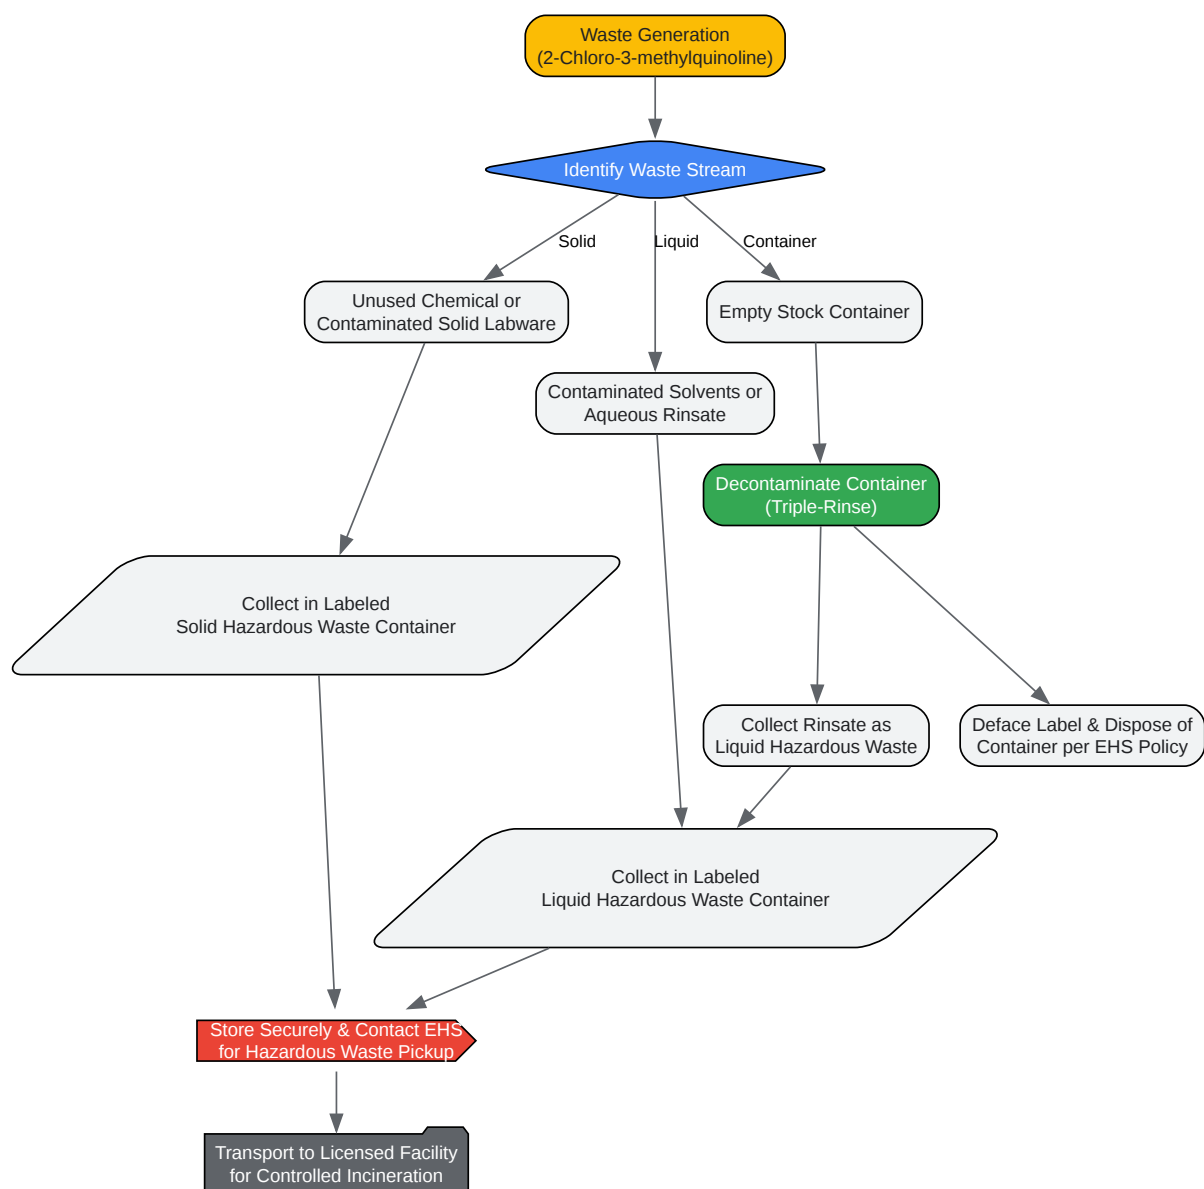 Waste Generation
(2-Chloro-3-methylquinoline)
Identify Waste Stream
Solid
Liquid
Container
Unused Chemical or
Contaminated Solid Labware
Empty Stock Container
Contaminated Solvents or
Aqueous Rinsate
Decontaminate Container
(Triple-Rinse)
Collect in Labeled
Solid Hazardous Waste Container
Collect Rinsate as
Liquid Hazardous Waste
Deface Label & Dispose of
Container per EHS Policy
Collect in Labeled
Liquid Hazardous Waste Container
Store Securely & Contact EHS
for Hazardous Waste Pickup
Transport to Licensed Facility
for Controlled Incineration